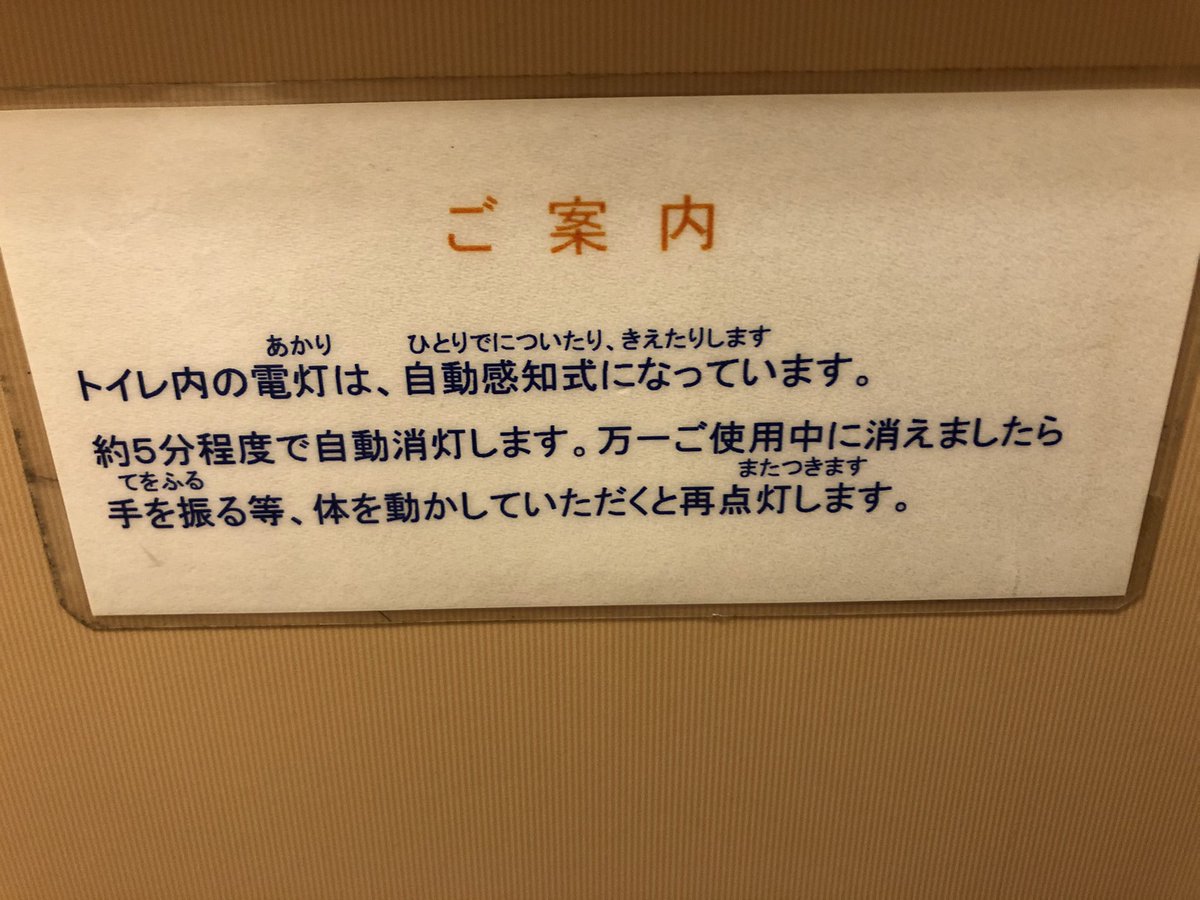 ご案内
あかり ひとりでについたり、きえたりします
トイレ内の電灯は、自動感知式になっています。
約5分程度で自動消灯します。万一ご使用中に消えましたら
てをふる またつきます
手を振る等、体を動かしていただくと再点灯します。